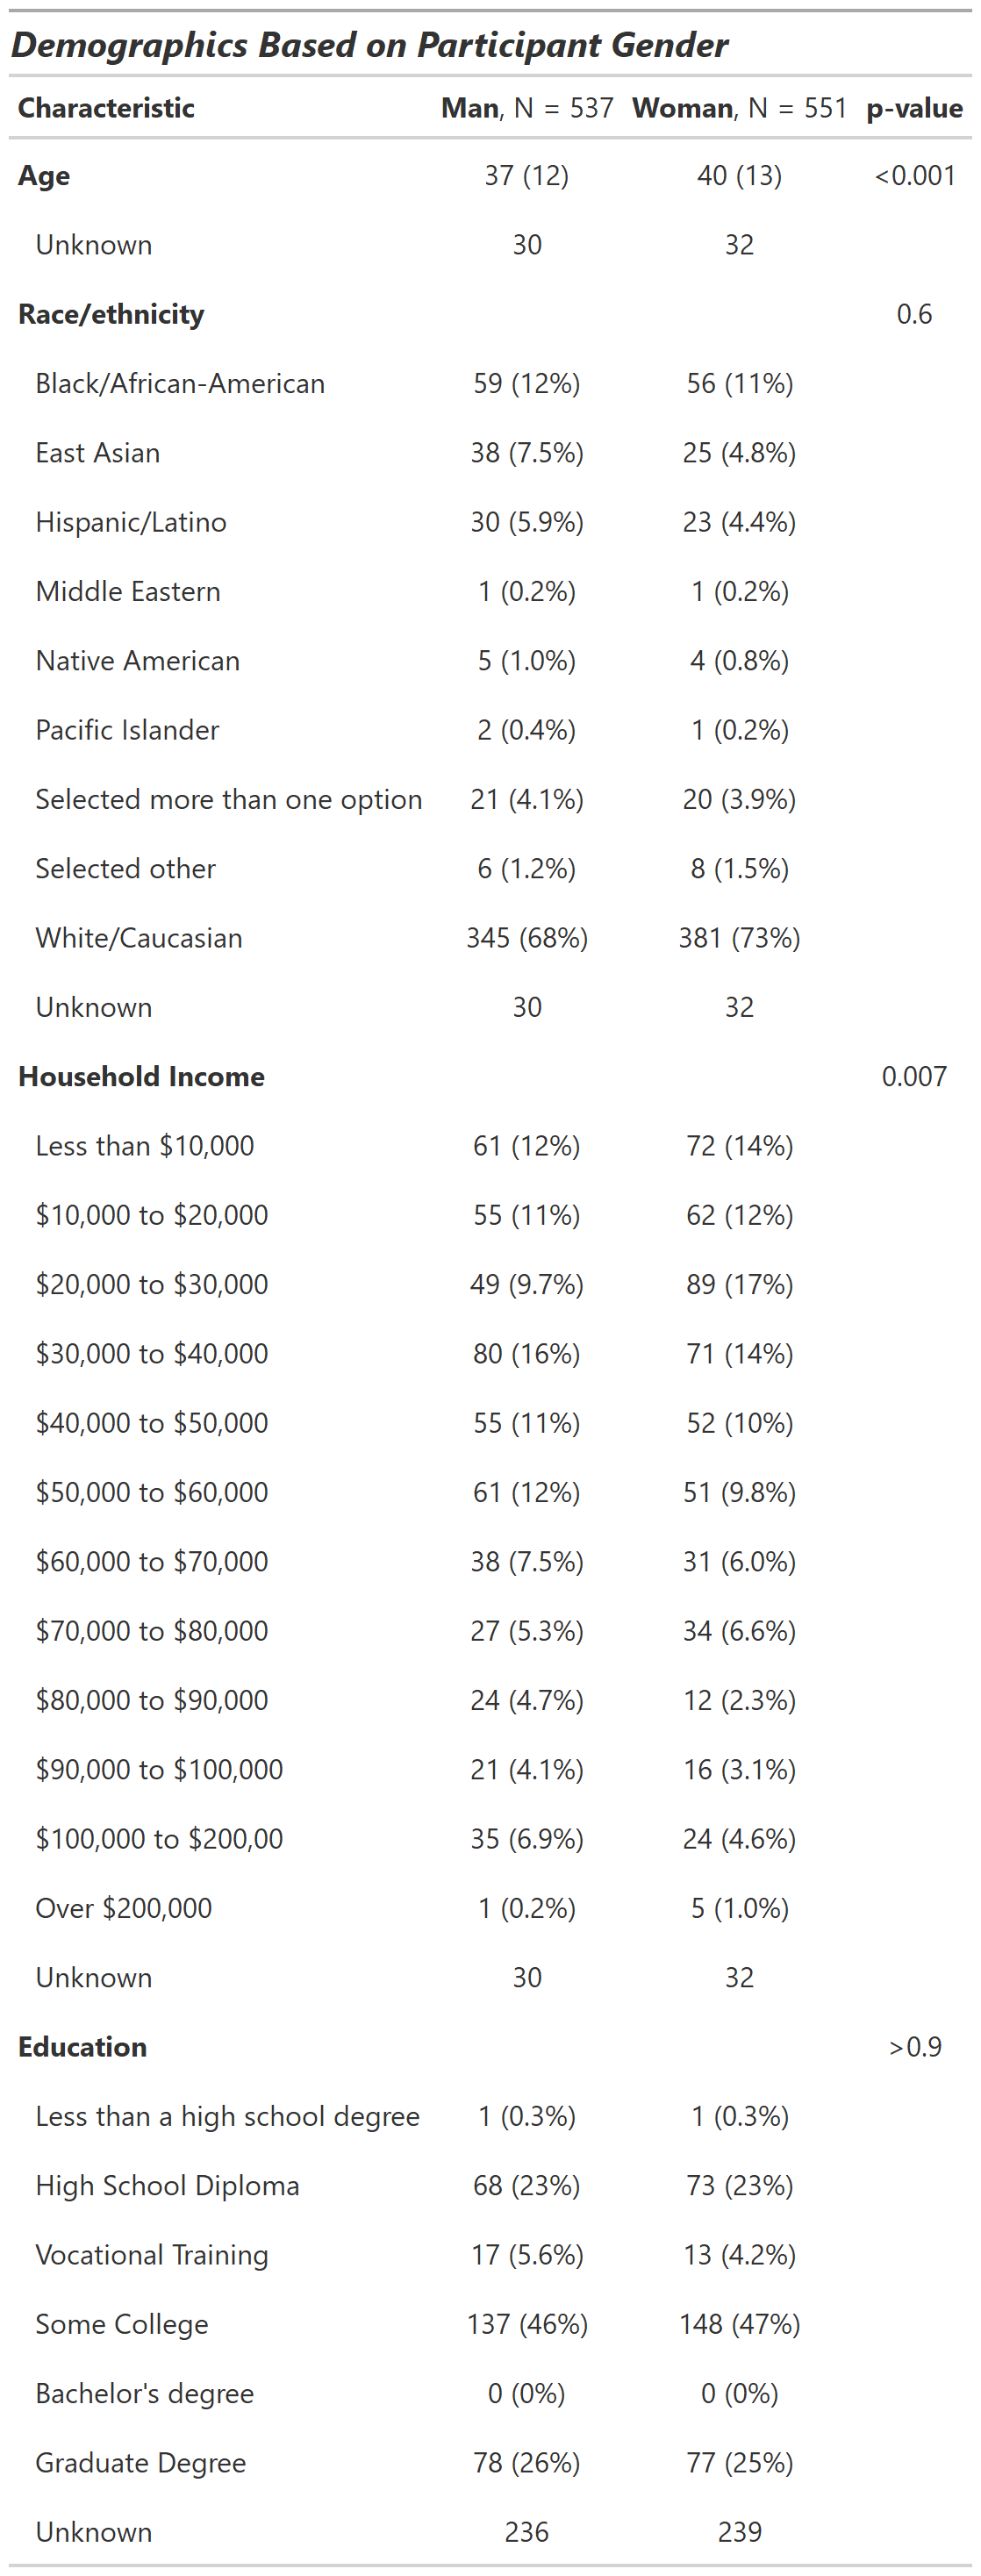 Demographics Based on Participant Gender
Characteristic Man, N = 537 Woman, N = 551 p-value
Age 37 (12) 40 (13) <0.001
Unknown 30 32
Race/ethnicity 0.6
Black/African-American 59 (12%) 56 (11%)
East Asian 38 (7.5%) 25 (4.8%)
Hispanic/Latino 30 (5.9%) 23 (4.4%)
Middle Eastern 1 (0.2%) 1 (0.2%)
Native American 5 (1.0%) 4 (0.8%)
Pacific Islander 2 (0.4%) 1 (0.2%)
Selected more than one option 21 (4.1%) 20 (3.9%)
Selected other 6 (1.2%) 8 (1.5%)
White/Caucasian 345 (68%) 381 (73%)
Unknown 30 32
Household Income 0.007
Less than $10,000 61 (12%) 72 (14%)
$10,000 to $20,000 55 (11%) 62 (12%)
$20,000 to $30,000 49 (9.7%) 89 (17%)
$30,000 to $40,000 80 (16%) 71 (14%)
$40,000 to $50,000 55 (11%) 52 (10%)
$50,000 to $60,000 61 (12%) 51 (9.8%)
$60,000 to $70,000 38 (7.5%) 31 (6.0%)
$70,000 to $80,000 27 (5.3%) 34 (6.6%)
$80,000 to $90,000 24 (4.7%) 12 (2.3%)
$90,000 to $100,000 21 (4.1%) 16 (3.1%)
$100,000 to $200,00 35 (6.9%) 24 (4.6%)
Over $200,000 1 (0.2%) 5 (1.0%)
Unknown 30 32
Education >0.9
Less than a high school degree 1 (0.3%) 1 (0.3%)
High School Diploma 68 (23%) 73 (23%)
Vocational Training 17 (5.6%) 13 (4.2%)
Some College 137 (46%) 148 (47%)
Bachelor's degree 0 (0%) 0 (0%)
Graduate Degree 78 (26%) 77 (25%)
Unknown 236 239